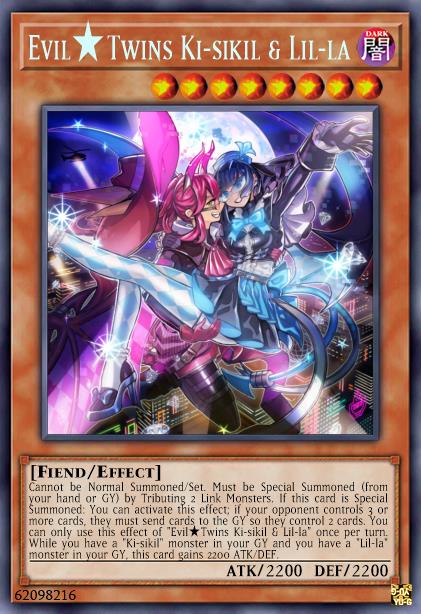 Evil★Twins Ki-sikil & Lil-la
DARK
闇
[Fiend/Effect]
Cannot be Normal Summoned/Set. Must be Special Summoned (from
your hand or GY) by Tributing 2 Link Monsters. If this card is Special
Summoned: You can activate this effect; if your opponent controls 3 or
more cards, they must send cards to the GY so they control 2 cards. You
can only use this effect of "Evil★Twins Ki-sikil & Lil-la" once per turn.
While you have a "Ki-sikil" monster in your GY and you have a "Lil-la"
monster in your GY, this card gains 2200 ATK/DEF.
ATK/2200 DEF/2200
62098216